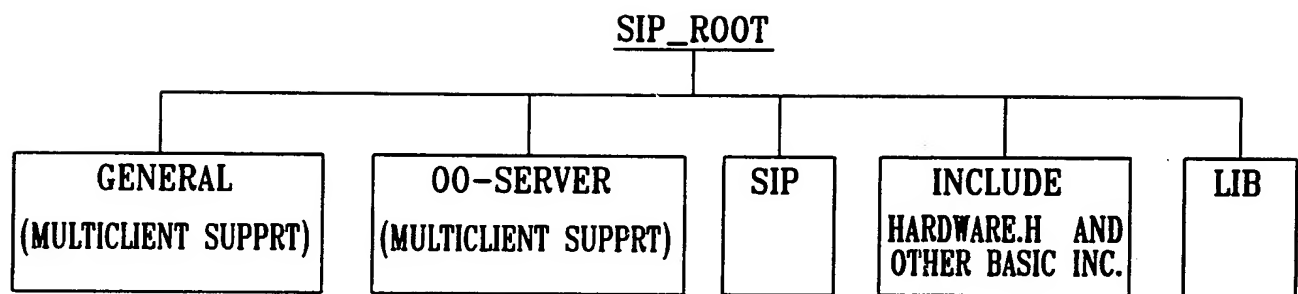 SIP_ROOT
GENERAL
(MULTICLIENT SUPPRT)
OO-SERVER
(MULTICLIENT SUPPRT)
SIP
INCLUDE
HARDWARE.H AND
OTHER BASIC INC.
LIB